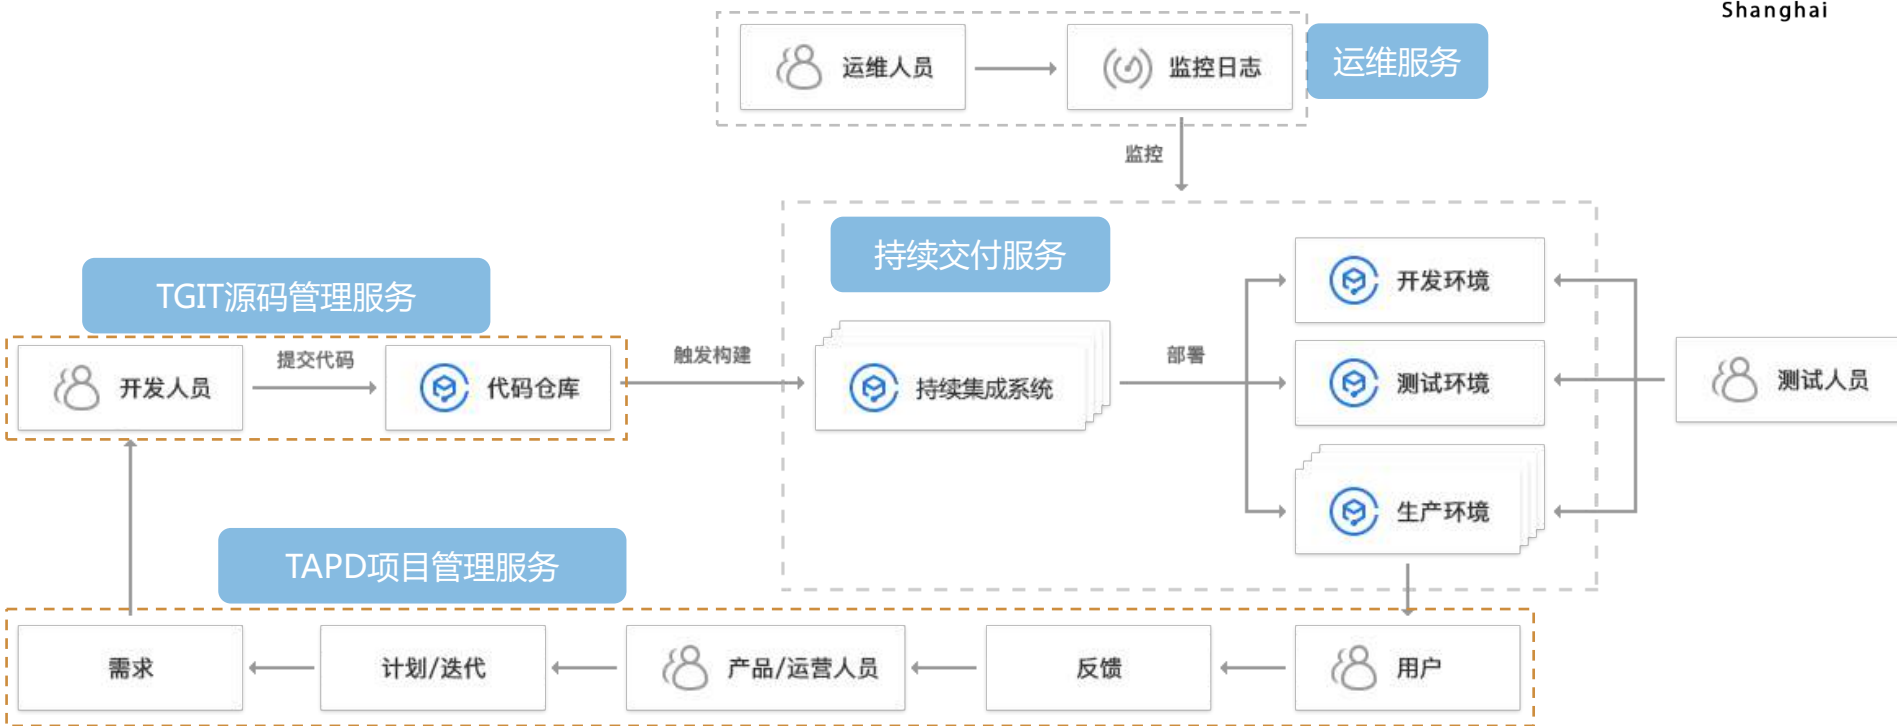 Shanghai
运维人员
监控日志
运维服务
监控
持续交付服务
TGIT源码管理服务
开发人员
提交代码
代码仓库
触发构建
持续集成系统
部署
开发环境
测试环境
生产环境
测试人员
TAPD项目管理服务
需求
计划/迭代
产品/运营人员
反馈
用户